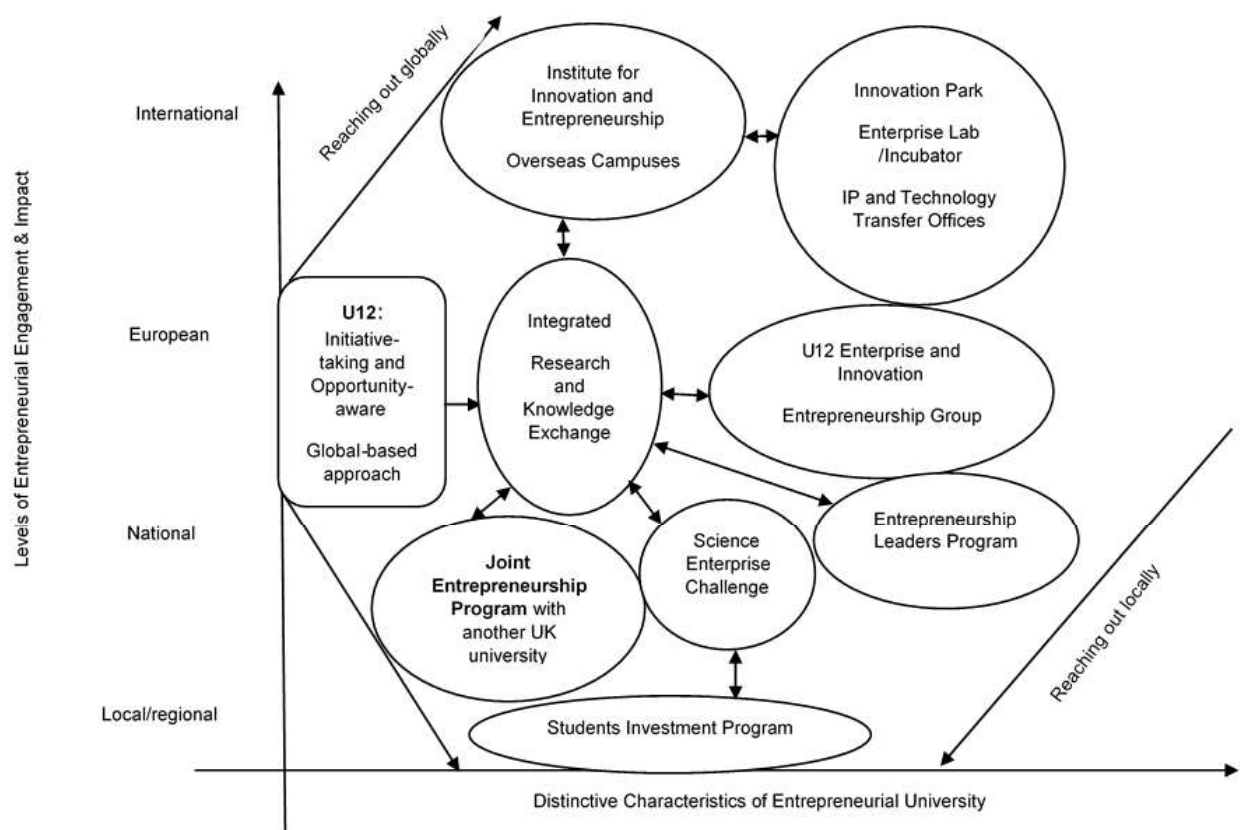 Levels of Entrepreneurial Engagement & Impact
International
European
National
Local/regional
Reaching out globally
Institute for
Innovation and
Entrepreneurship
Overseas Campuses
Innovation Park
Enterprise Lab
/Incubator
IP and Technology
Transfer Offices
U12:
Initiative-
taking and
Opportunity-
aware
Global-based
approach
Integrated
Research
and
Knowledge
Exchange
U12 Enterprise and
Innovation
Entrepreneurship Group
Joint
Entrepreneurship
Program with
another UK
university
Science
Enterprise
Challenge
Entrepreneurship
Leaders Program
Reaching out locally
Students Investment Program
Distinctive Characteristics of Entrepreneurial University